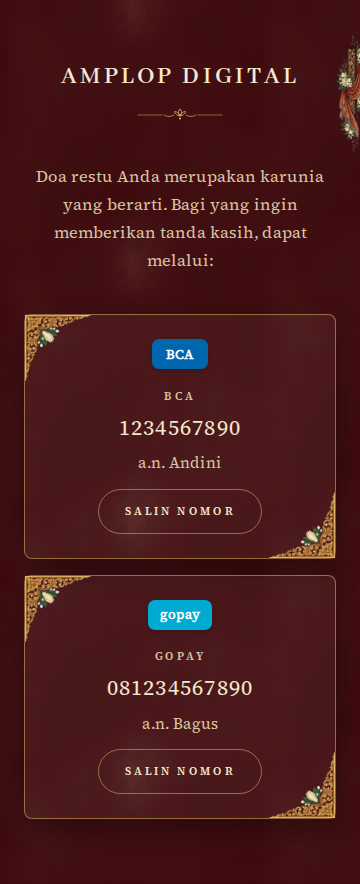 AMPLOP DIGITAL
Doa restu Anda merupakan karunia
yang berarti. Bagi yang ingin
memberikan tanda kasih, dapat
melalui:
BCA
BCA
1234567890
a.n. Andini
SALIN NOMOR
gopay
GOPAY
081234567890
a.n. Bagus
SALIN NOMOR